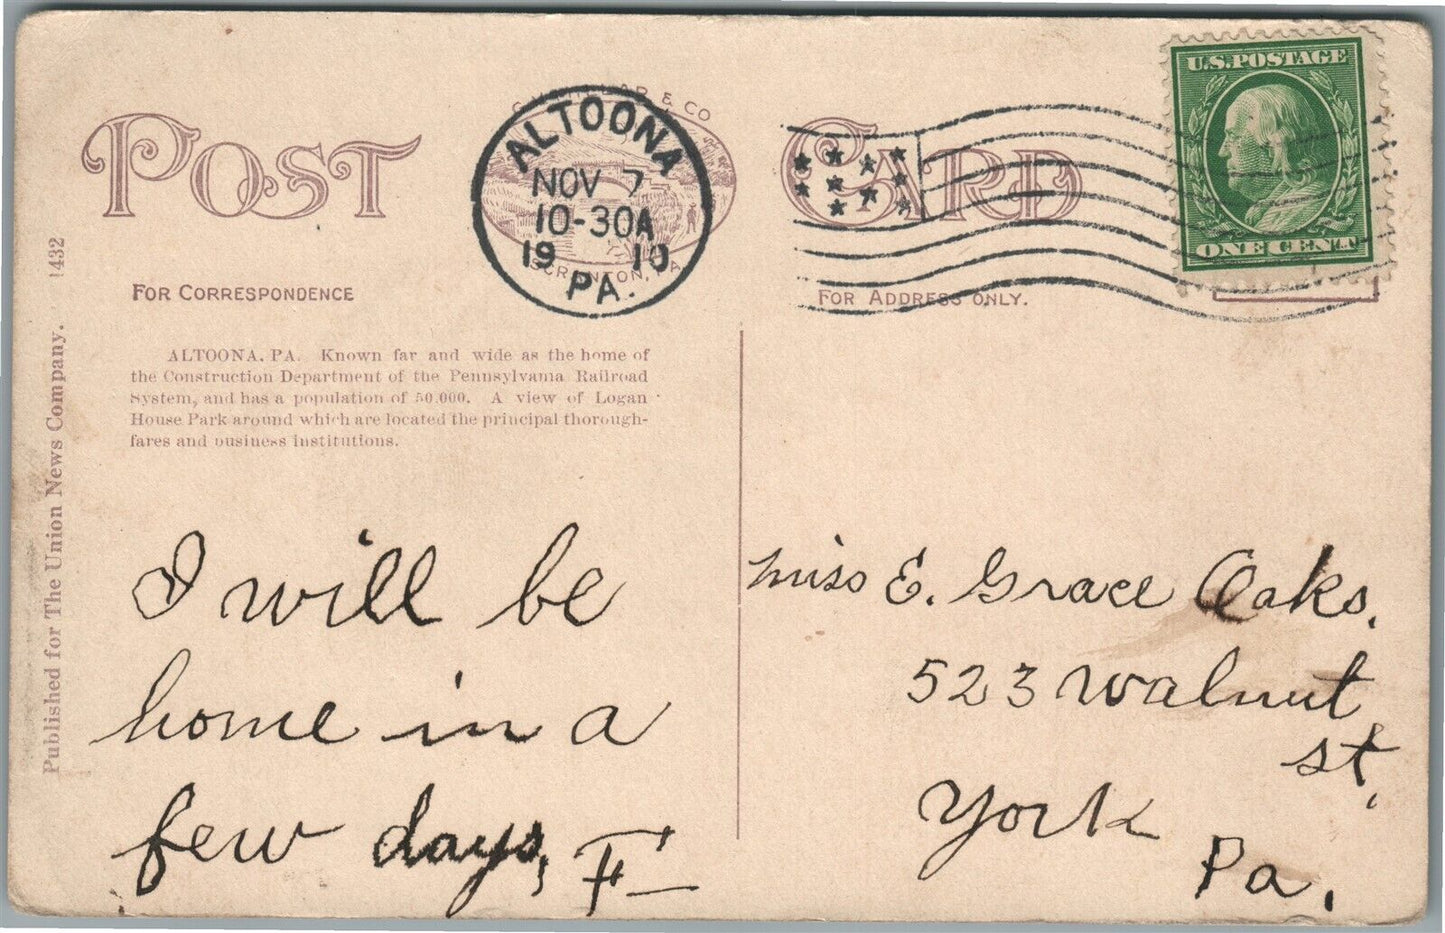 POST CARD
& CO
SCRANTON, PA
ALTOONA
NOV 7
10-30A
1910
PA.
U.S. POSTAGE
ONE CENT
FOR CORRESPONDENCE
FOR ADDRESS ONLY.
ALTOONA, PA. Known far and wide as the home of
the Construction Department of the Pennsylvania Railroad
System, and has a population of 50.000. A view of Logan
House Park around which are located the principal thorough-
fares and business institutions.
Published for The Union News Company. 1432
I will be
home in a
few days, F
Miss E. Grace Oaks.
523 Walnut
st,
York
Pa.